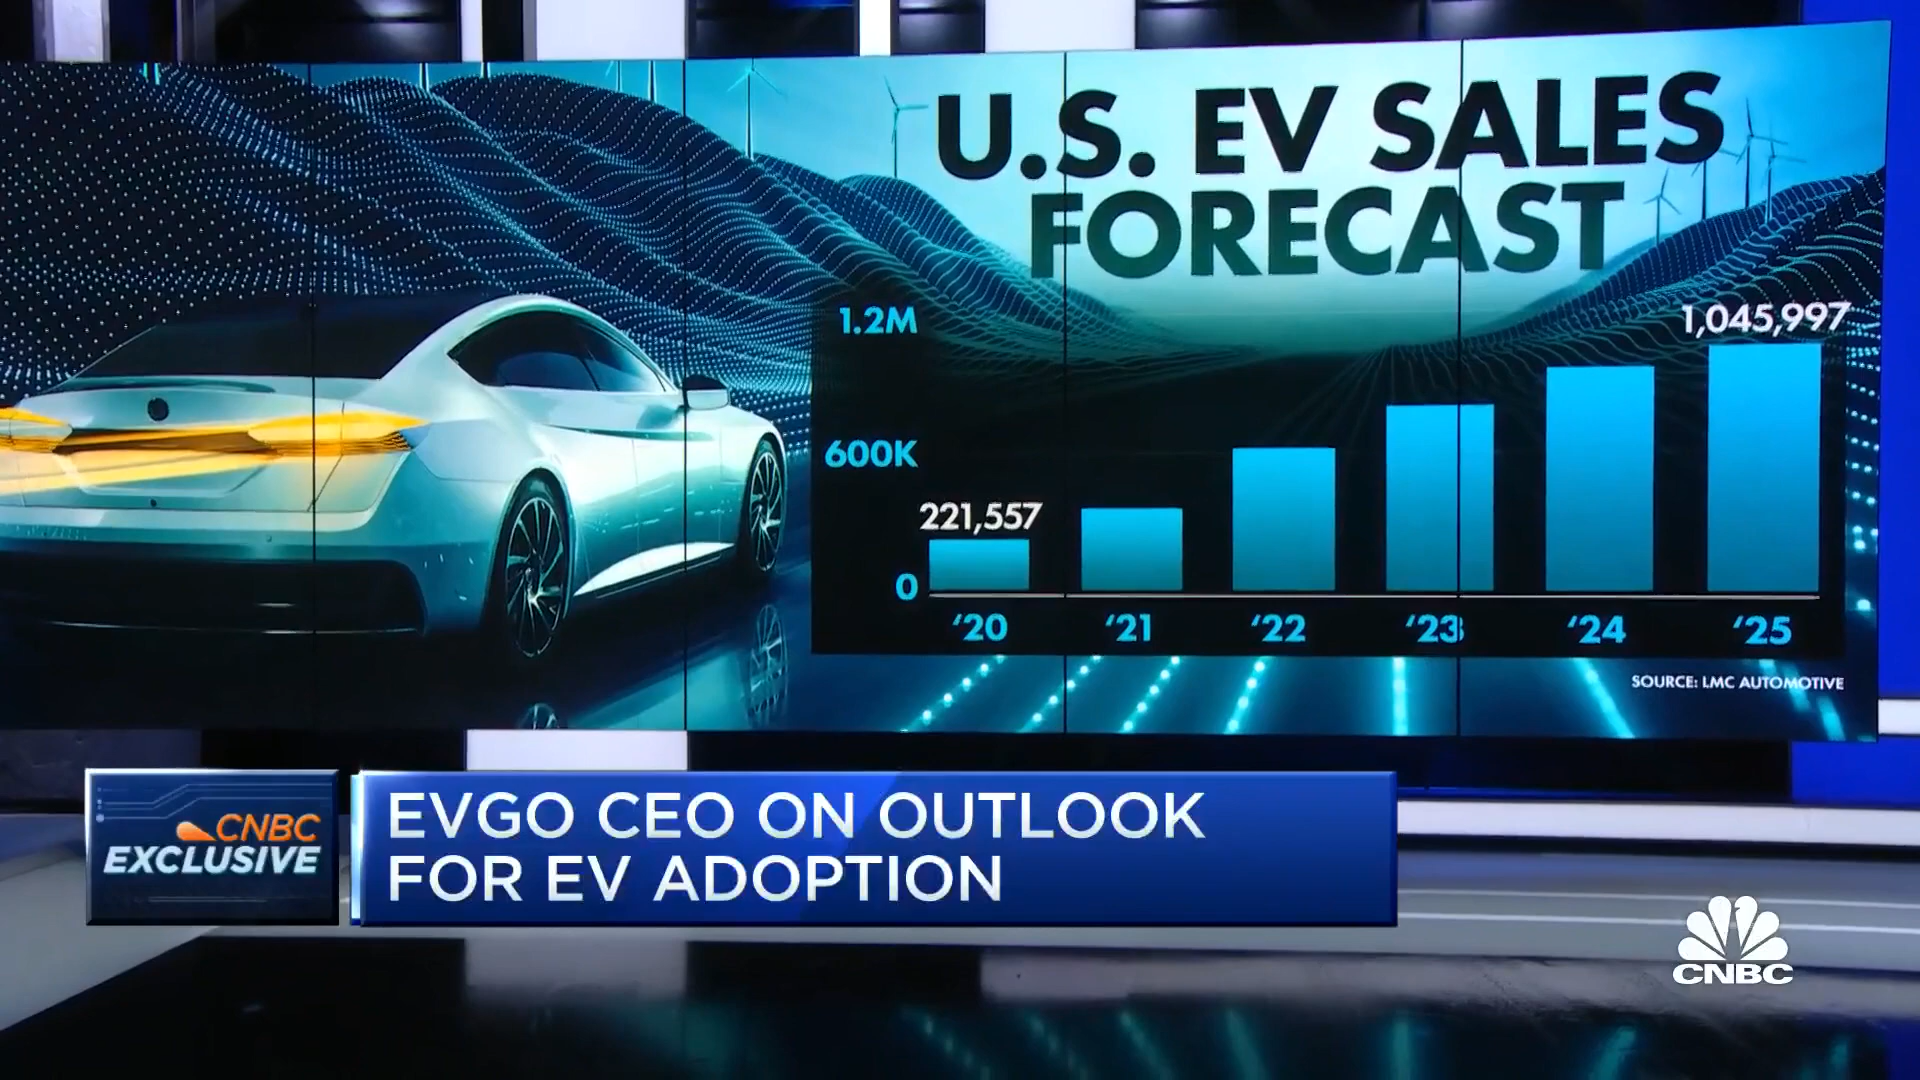 U.S. EV SALES
FORECAST
1.2M
600K
0
221,557
1,045,997
‘20
‘21
‘22
‘23
‘24
‘25
SOURCE: LMC AUTOMOTIVE
CNBC
EXCLUSIVE
EVGO CEO ON OUTLOOK
FOR EV ADOPTION
CNBC